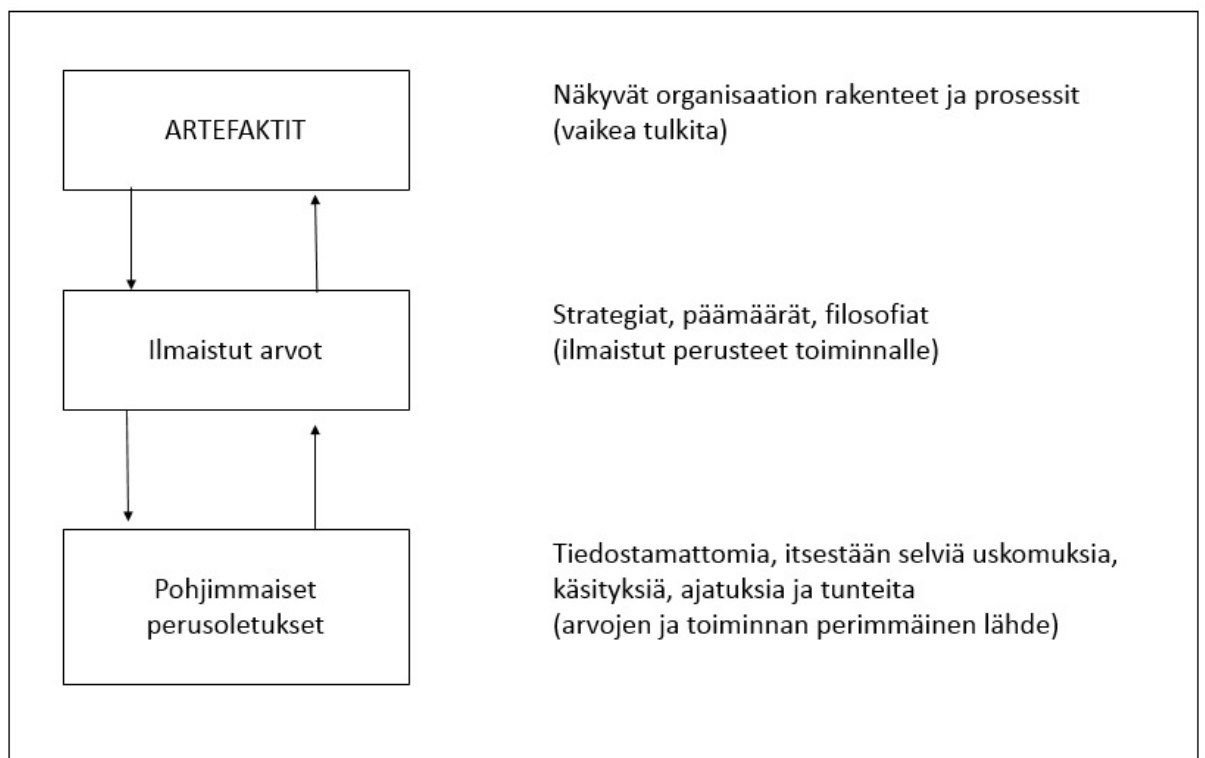 ARTEFAKTIT
Näkyvät organisaation rakenteet ja prosessit
(vaikea tulkita)
Ilmaistut arvot
Strategiat, päämäärät, filosofiat
(ilmaistut perusteet toiminnalle)
Pohjimmaiset
perusoletukset
Tiedostamattomia, itsestään selviä uskomuksia,
käsityksiä, ajatuksia ja tunteita
(arvojen ja toiminnan perimmäinen lähde)